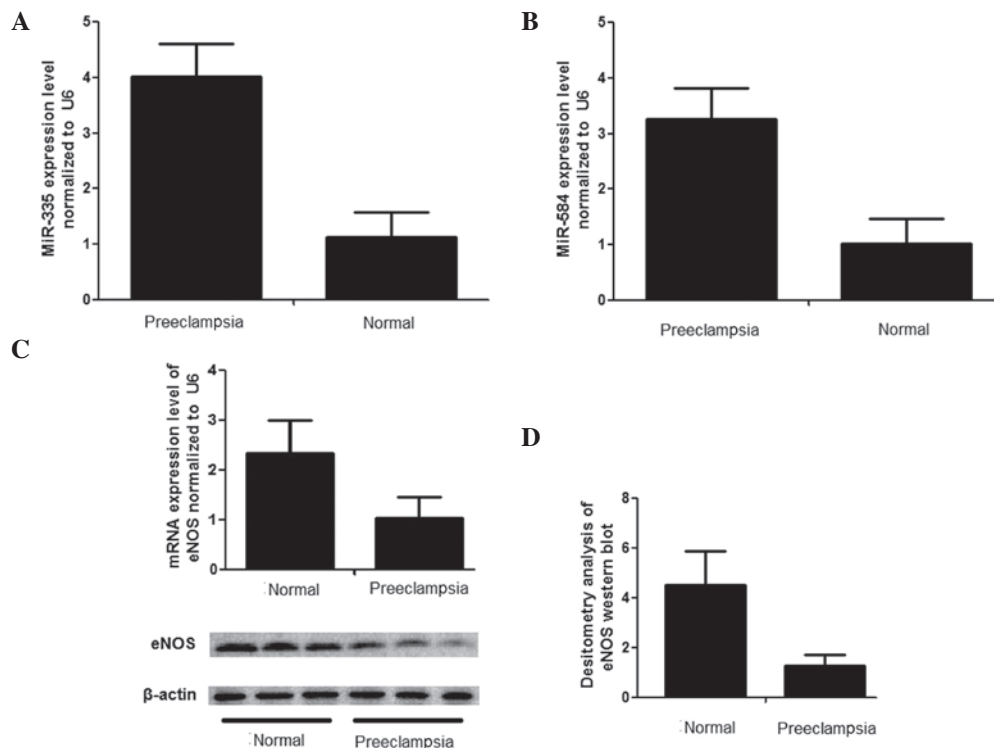 A
MiR-335 expression level
normalized to U6
5
4
3
2
1
0
Preeclampsia
Normal
B
MiR-584 expression level
normalized to U6
5
4
3
2
1
0
Preeclampsia
Normal
C
mRNA expression level of
eNOS normalized to U6
4
3
2
1
0
Normal
Preeclampsia
eNOS
β-actin
Normal
Preeclampsia
D
Desitometry analysis of
eNOS western blot
8
6
4
2
0
Normal
Preeclampsia